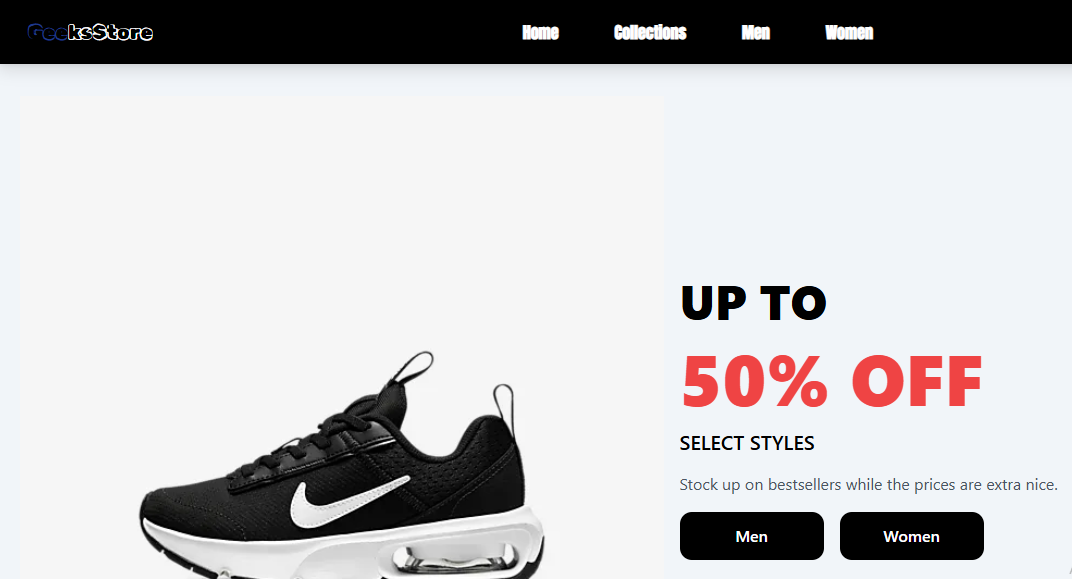 GeeksStore
Home Collections Men Women
UP TO
50% OFF
SELECT STYLES
Stock up on bestsellers while the prices are extra nice.
Men Women